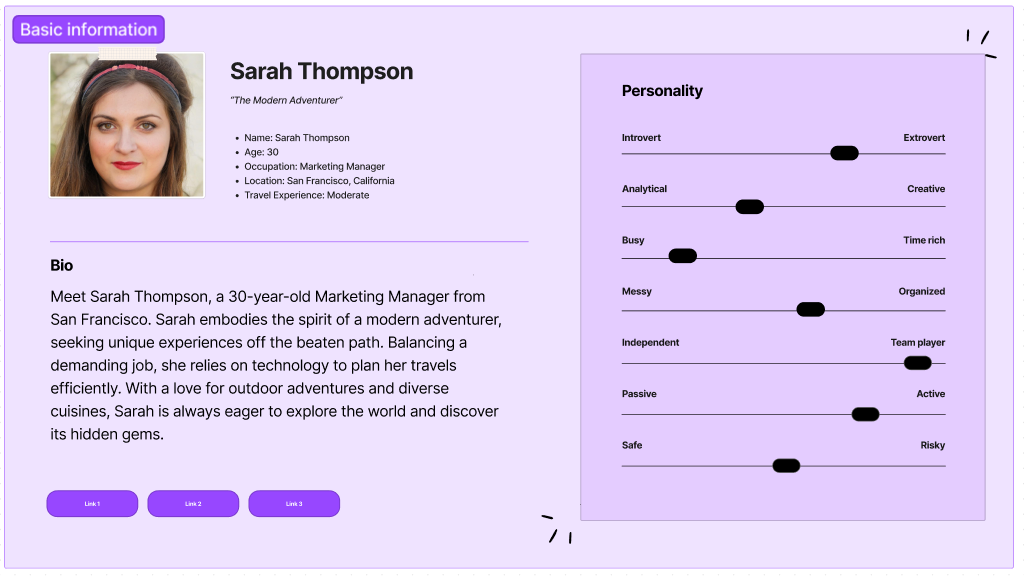 Basic information
Sarah Thompson
“The Modern Adventurer”
• Name: Sarah Thompson
• Age: 30
• Occupation: Marketing Manager
• Location: San Francisco, California
• Travel Experience: Moderate
Bio
Meet Sarah Thompson, a 30-year-old Marketing Manager from
San Francisco. Sarah embodies the spirit of a modern adventurer,
seeking unique experiences off the beaten path. Balancing a
demanding job, she relies on technology to plan her travels
efficiently. With a love for outdoor adventures and diverse
cuisines, Sarah is always eager to explore the world and discover
its hidden gems.
Link 1
Link 2
Link 3
Personality
Introvert Extrovert
Analytical Creative
Busy Time rich
Messy Organized
Independent Team player
Passive Active
Safe Risky